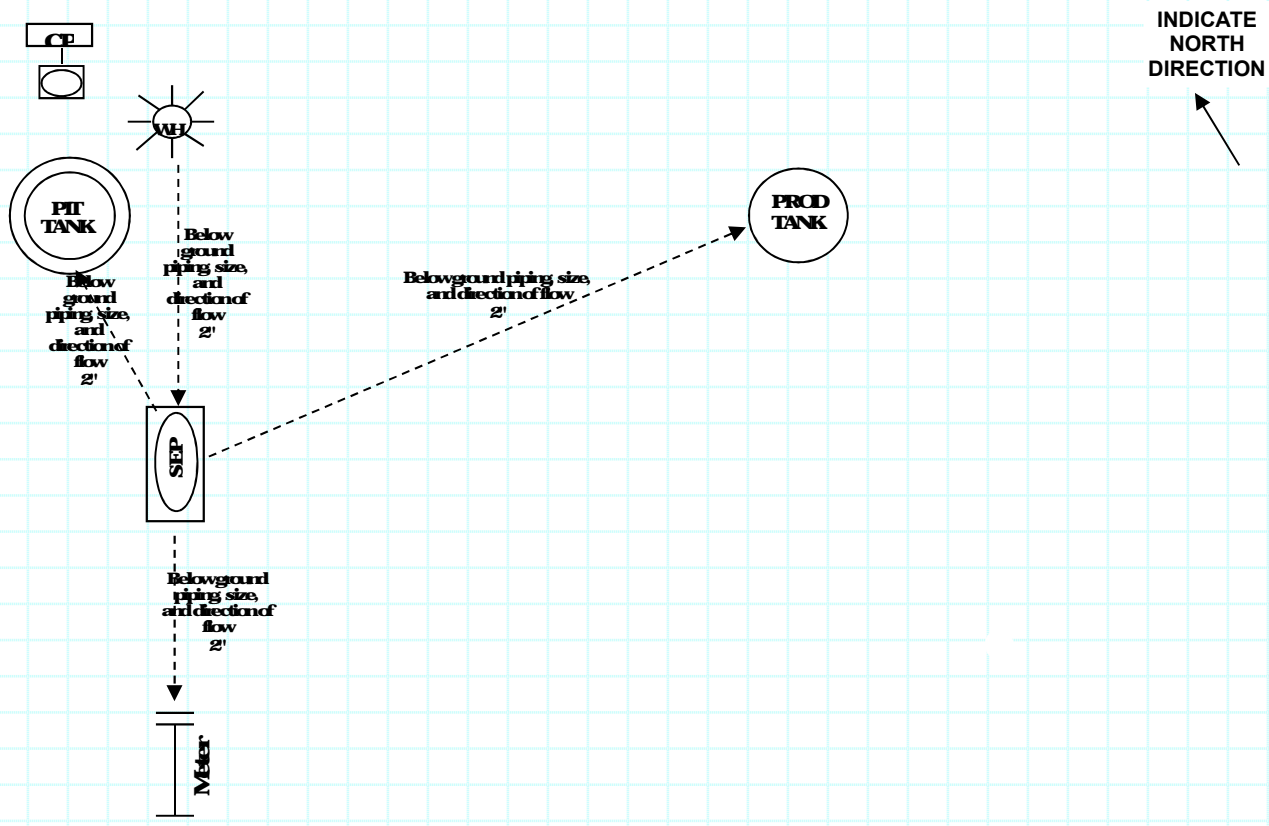 INDICATE
NORTH
DIRECTION
WH
PIT
TANK
PROD
TANK
Below
ground
piping, size,
and
direction of
flow
2"
Below
ground
piping, size,
and
direction of
flow
2"
Below ground piping, size,
and direction of flow
2"
SEP
Below ground
piping, size,
and direction of
flow
2"
Meter